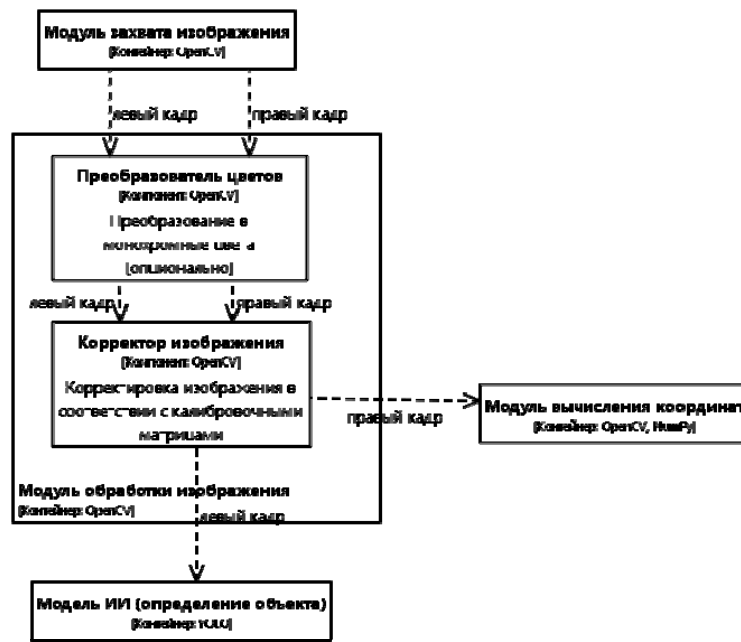 Модуль захвата изображения
[Контейнер: OpenCV]
левый кадр
правый кадр
Преобразователь цветов
[Компонент: OpenCV]
Преобразование в
монохромные цвета
[опционально]
левый кадр
правый кадр
Корректор изображения
[Компонент: OpenCV]
Корректировка изображения в
соответствии с калибровочными
матрицами
правый кадр
Модуль вычисления координат
[Контейнер: OpenCV, NumPy]
Модуль обработки изображения
[Контейнер: OpenCV]
левый кадр
Модель ИИ (определение объекта)
[Контейнер: YOLO]